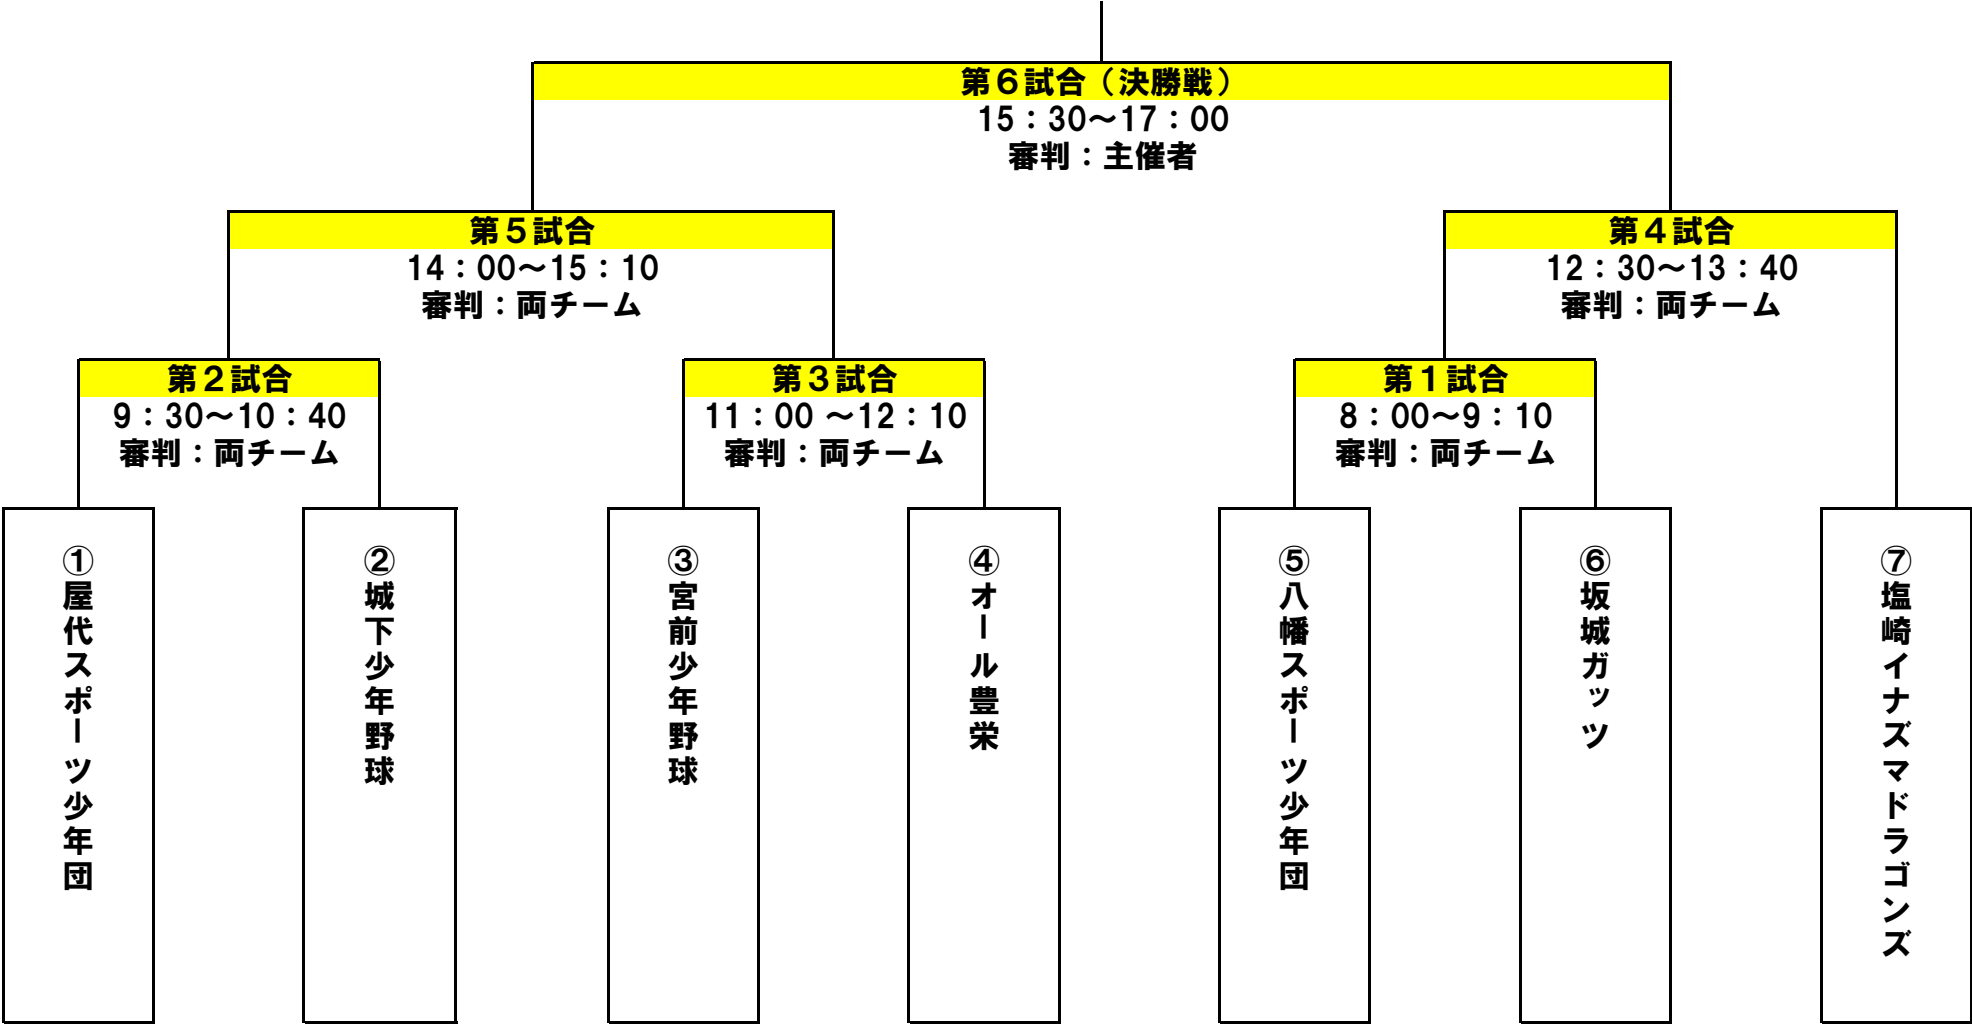 第６試合（決勝戦）
15：30～17：00
審判：主催者
第５試合
14：00～15：10
審判：両チーム
第４試合
12：30～13：40
審判：両チーム
第２試合
9：30～10：40
審判：両チーム
第３試合
11：00 ～12：10
審判：両チーム
第１試合
8：00～9：10
審判：両チーム
①屋代スポーツ少年団
②城下少年野球
③宮前少年野球
④オール豊栄
⑤八幡スポーツ少年団
⑥坂城ガッツ
⑦塩崎イナズマドラゴンズ